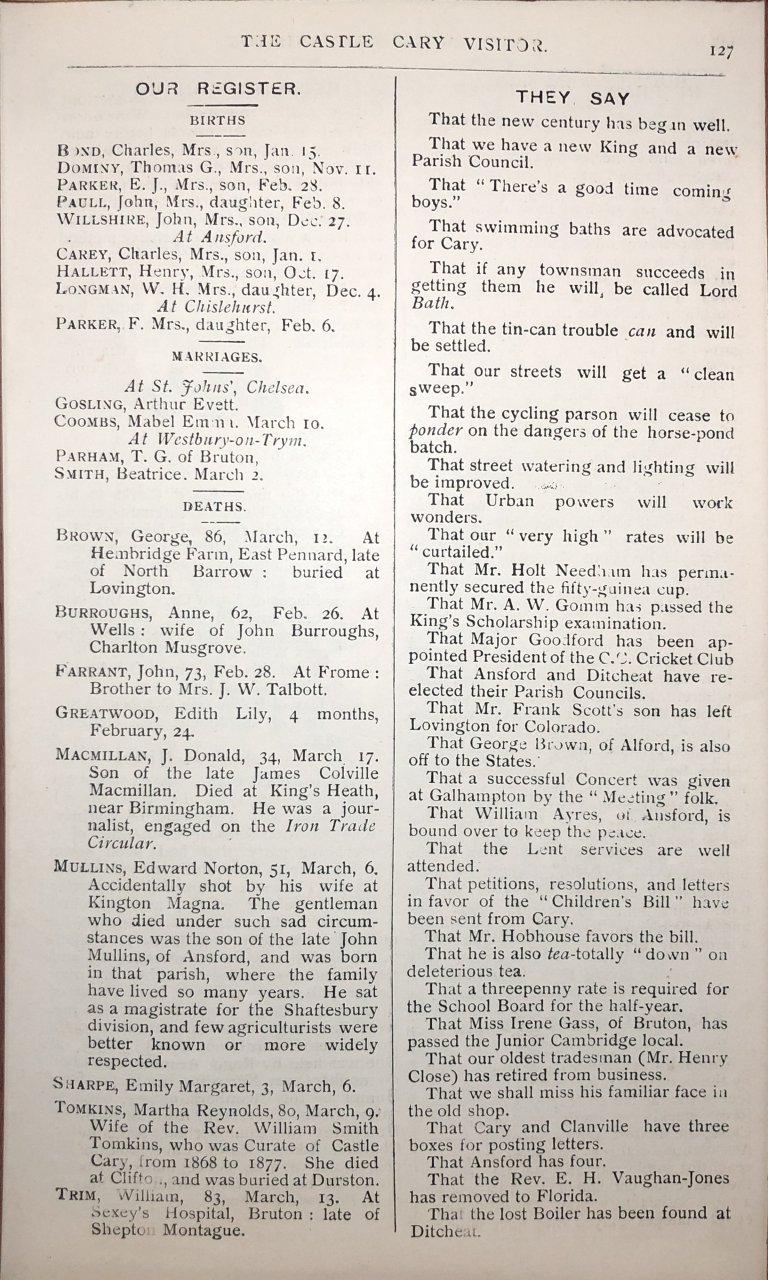 THE CASTLE CARY VISITOR.
127
OUR REGISTER.
BIRTHS
BOND, Charles, Mrs., son, Jan. 15.
DOMINY, Thomas G., Mrs., son, Nov. 11.
PARKER, E. J., Mrs., son, Feb. 28.
PAULL, John, Mrs., daughter, Feb. 8.
WILLSHIRE, John, Mrs., son, Dec. 27.
At Ansford.
CAREY, Charles, Mrs., son, Jan. 1.
HALLETT, Henry, Mrs., son, Oct. 17.
LONGMAN, W. H. Mrs., daughter, Dec. 4.
At Chislehurst.
PARKER, F. Mrs., daughter, Feb. 6.
MARRIAGES.
At St. Johns', Chelsea.
GOSLING, Arthur Evett.
COOMBS, Mabel Emma. March 10.
At Westbury-on-Trym.
PARHAM, T. G. of Bruton,
SMITH, Beatrice. March 2.
DEATHS.
BROWN, George, 86, March, 12. At
Hembridge Farm, East Pennard, late
of North Barrow : buried at
Lovington.
BURROUGHS, Anne, 62, Feb. 26. At
Wells : wife of John Burroughs,
Charlton Musgrove.
FARRANT, John, 73, Feb. 28. At Frome :
Brother to Mrs. J. W. Talbott.
GREATWOOD, Edith Lily, 4 months,
February, 24.
MACMILLAN, J. Donald, 34, March 17.
Son of the late James Colville
Macmillan. Died at King's Heath,
near Birmingham. He was a jour-
nalist, engaged on the Iron Trade
Circular.
MULLINS, Edward Norton, 51, March, 6.
Accidentally shot by his wife at
Kington Magna. The gentleman
who died under such sad circum-
stances was the son of the late John
Mullins, of Ansford, and was born
in that parish, where the family
have lived so many years. He sat
as a magistrate for the Shaftesbury
division, and few agriculturists were
better known or more widely
respected.
SHARPE, Emily Margaret, 3, March, 6.
TOMKINS, Martha Reynolds, 80, March, 9.
Wife of the Rev. William Smith
Tomkins, who was Curate of Castle
Cary, from 1868 to 1877. She died
at Clifton, and was buried at Durston.
TRIM, William, 83, March, 13. At
Sexey's Hospital, Bruton : late of
Shepton Montague.
THEY SAY
That the new century has begun well.
That we have a new King and a new
Parish Council.
That "There's a good time coming
boys."
That swimming baths are advocated
for Cary.
That if any townsman succeeds in
getting them he will, be called Lord
Bath.
That the tin-can trouble can and will
be settled.
That our streets will get a "clean
sweep."
That the cycling parson will cease to
ponder on the dangers of the horse-pond
batch.
That street watering and lighting will
be improved.
That Urban powers will work
wonders.
That our "very high" rates will be
"curtailed."
That Mr. Holt Needham has perma-
nently secured the fifty-guinea cup.
That Mr. A. W. Gomm has passed the
King's Scholarship examination.
That Major Goodford has been ap-
pointed President of the C.C. Cricket Club
That Ansford and Ditcheat have re-
elected their Parish Councils.
That Mr. Frank Scott's son has left
Lovington for Colorado.
That George Brown, of Alford, is also
off to the States.
That a successful Concert was given
at Galhampton by the "Meeting" folk.
That William Ayres, of Ansford, is
bound over to keep the peace.
That the Lent services are well
attended.
That petitions, resolutions, and letters
in favor of the "Children's Bill" have
been sent from Cary.
That Mr. Hobhouse favors the bill.
That he is also tea-totally "down" on
deleterious tea.
That a threepenny rate is required for
the School Board for the half-year.
That Miss Irene Gass, of Bruton, has
passed the Junior Cambridge local.
That our oldest tradesman (Mr. Henry
Close) has retired from business.
That we shall miss his familiar face in
the old shop.
That Cary and Clanville have three
boxes for posting letters.
That Ansford has four.
That the Rev. E. H. Vaughan-Jones
has removed to Florida.
That the lost Boiler has been found at
Ditcheat.